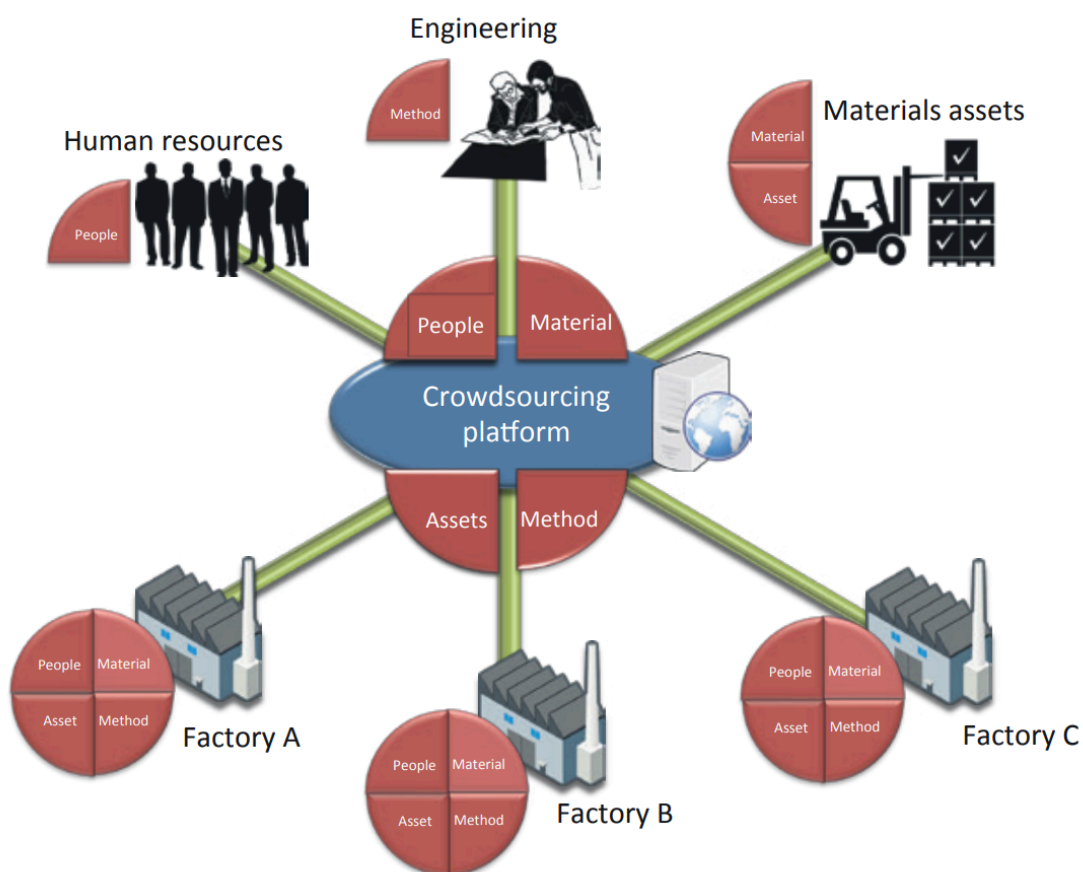 Engineering
Method
Human resources
People
Material
Asset
Materials assets
People
Material
Crowdsourcing
platform
Assets
Method
People
Material
Asset
Method
Factory A
People
Material
Asset
Method
Factory B
People
Material
Asset
Method
Factory C